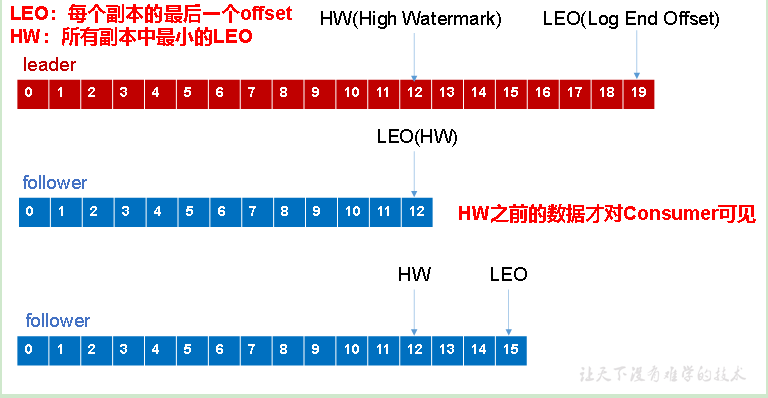 LEO：每个副本的最后一个offset
HW：所有副本中最小的LEO
HW(High Watermark)
LEO(Log End Offset)
leader
0 1 2 3 4 5 6 7 8 9 10 11 12 13 14 15 16 17 18 19
LEO(HW)
follower
0 1 2 3 4 5 6 7 8 9 10 11 12
HW之前的数据才对Consumer可见
HW
LEO
follower
0 1 2 3 4 5 6 7 8 9 10 11 12 13 14 15
让天下没有难学的技术